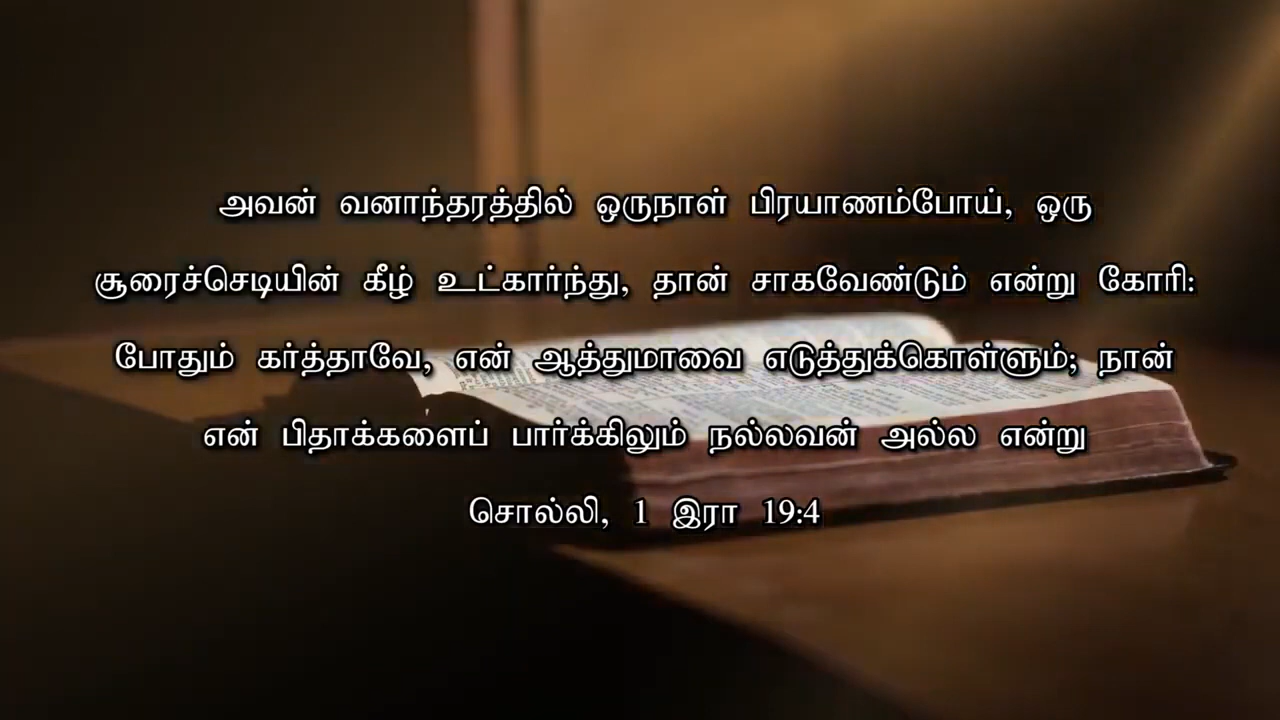 அவன் வனாந்தரத்தில் ஒருநாள் பிரயாணம்போய், ஒரு
சூரைச்செடியின் கீழ் உட்கார்ந்து, தான் சாகவேண்டும் என்று கோரி:
போதும் கர்த்தாவே, என் ஆத்துமாவை எடுத்துக்கொள்ளும்; நான்
என் பிதாக்களைப் பார்க்கிலும் நல்லவன் அல்ல என்று
சொல்லி, 1 இரா 19:4